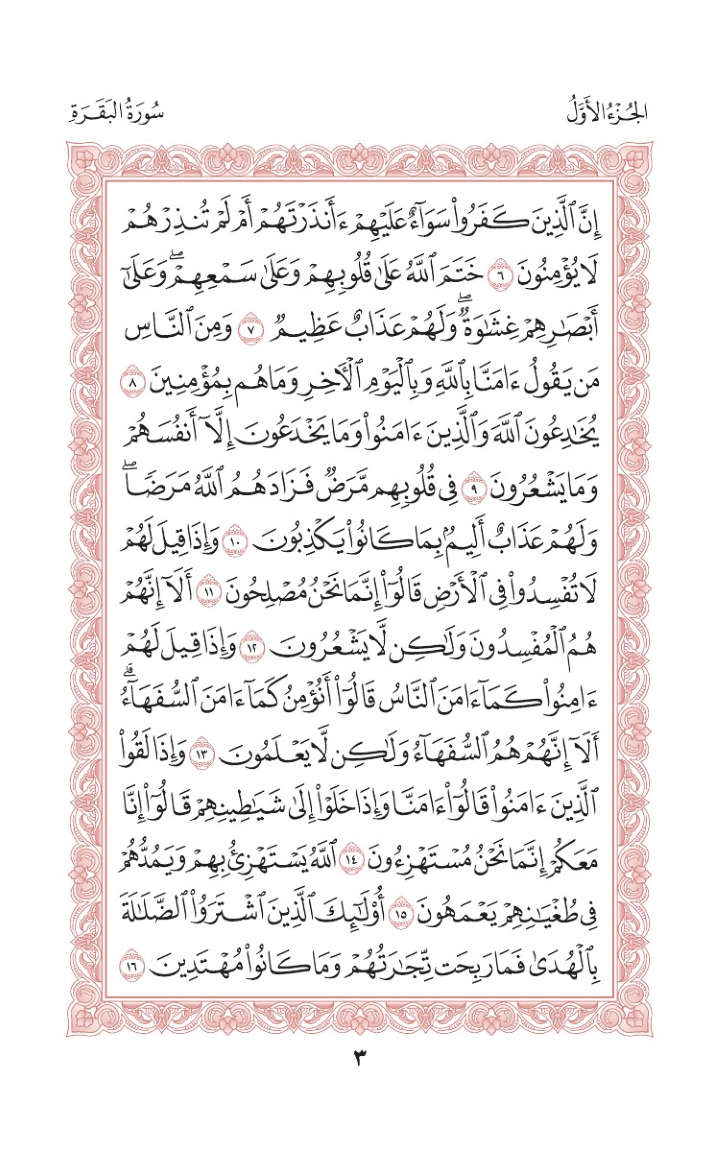 الجُزْءُ الأَوَّلُ
سُورَةُ البَقَرَةِ
إِنَّ ٱلَّذِينَ كَفَرُوا۟ سَوَآءٌ عَلَيْهِمْ ءَأَنذَرْتَهُمْ أَمْ لَمْ تُنذِرْهُمْ
لَا يُؤْمِنُونَ ٦ خَتَمَ ٱللَّهُ عَلَىٰ قُلُوبِهِمْ وَعَلَىٰ سَمْعِهِمْ ۖ وَعَلَىٰٓ
أَبْصَـٰرِهِمْ غِشَـٰوَةٌ ۖ وَلَهُمْ عَذَابٌ عَظِيمٌ ٧ وَمِنَ ٱلنَّاسِ
مَن يَقُولُ ءَامَنَّا بِٱللَّهِ وَبِٱلْيَوْمِ ٱلْـَٔاخِرِ وَمَا هُم بِمُؤْمِنِينَ ٨
يُخَـٰدِعُونَ ٱللَّهَ وَٱلَّذِينَ ءَامَنُوا۟ وَمَا يَخْدَعُونَ إِلَّآ أَنفُسَهُمْ
وَمَا يَشْعُرُونَ ٩ فِى قُلُوبِهِم مَّرَضٌ فَزَادَهُمُ ٱللَّهُ مَرَضًا ۖ
وَلَهُمْ عَذَابٌ أَلِيمٌۢ بِمَا كَانُوا۟ يَكْذِبُونَ ١٠ وَإِذَا قِيلَ لَهُمْ
لَا تُفْسِدُوا۟ فِى ٱلْأَرْضِ قَالُوٓا۟ إِنَّمَا نَحْنُ مُصْلِحُونَ ١١ أَلَآ إِنَّهُمْ
هُمُ ٱلْمُفْسِدُونَ وَلَـٰكِن لَّا يَشْعُرُونَ ١٢ وَإِذَا قِيلَ لَهُمْ
ءَامِنُوا۟ كَمَآ ءَامَنَ ٱلنَّاسُ قَالُوٓا۟ أَنُؤْمِنُ كَمَآ ءَامَنَ ٱلسُّفَهَآءُ ۗ
أَلَآ إِنَّهُمْ هُمُ ٱلسُّفَهَآءُ وَلَـٰكِن لَّا يَعْلَمُونَ ١٣ وَإِذَا لَقُوا۟
ٱلَّذِينَ ءَامَنُوا۟ قَالُوٓا۟ ءَامَنَّا وَإِذَا خَلَوْا۟ إِلَىٰ شَيَـٰطِينِهِمْ قَالُوٓا۟ إِنَّا
مَعَكُمْ إِنَّمَا نَحْنُ مُسْتَهْزِءُونَ ١٤ ٱللَّهُ يَسْتَهْزِئُ بِهِمْ وَيَمُدُّهُمْ
فِى طُغْيَـٰنِهِمْ يَعْمَهُونَ ١٥ أُو۟لَـٰٓئِكَ ٱلَّذِينَ ٱشْتَرَوُا۟ ٱلضَّلَـٰلَةَ
بِٱلْهُدَىٰ فَمَا رَبِحَت تِّجَـٰرَتُهُمْ وَمَا كَانُوا۟ مُهْتَدِينَ ١٦
٣